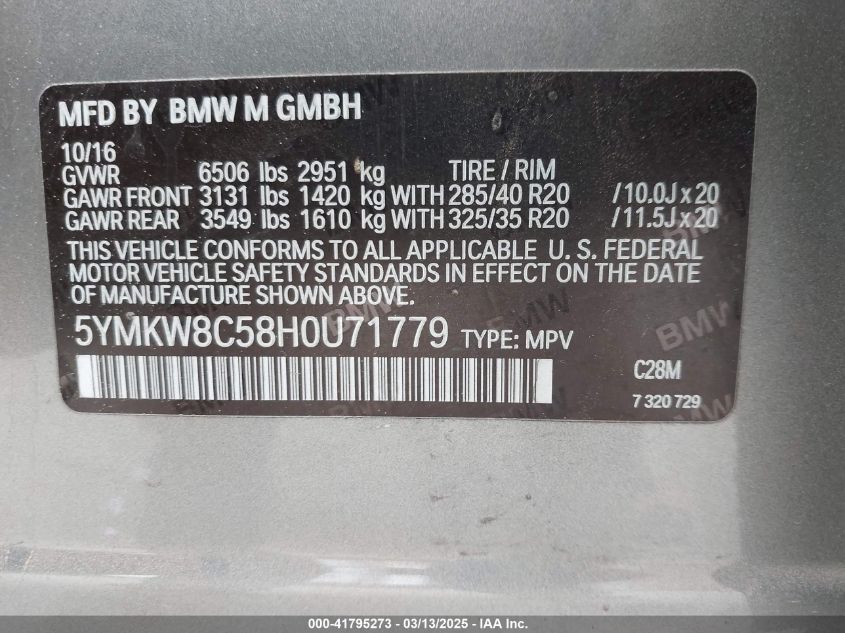 MFD BY BMW M GMBH
10/16
GVWR 6506 lbs 2951 kg TIRE / RIM
GAWR FRONT 3131 lbs 1420 kg WITH 285/40 R20 /10.0J x 20
GAWR REAR 3549 lbs 1610 kg WITH 325/35 R20 /11.5J x 20
THIS VEHICLE CONFORMS TO ALL APPLICABLE U. S. FEDERAL
MOTOR VEHICLE SAFETY STANDARDS IN EFFECT ON THE DATE
OF MANUFACTURE SHOWN ABOVE.
5YMKW8C58H0U71779 TYPE: MPV
C28M
7 320 729
000-41795273 - 03/13/2025 - IAA Inc.